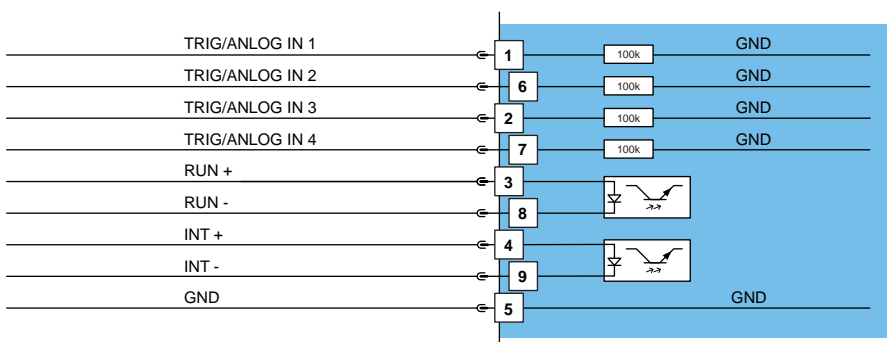 TRIG/ANLOG IN 1 1 100k GND
TRIG/ANLOG IN 2 6 100k GND
TRIG/ANLOG IN 3 2 100k GND
TRIG/ANLOG IN 4 7 100k GND
RUN + 3
RUN - 8
INT + 4
INT - 9
GND 5 GND